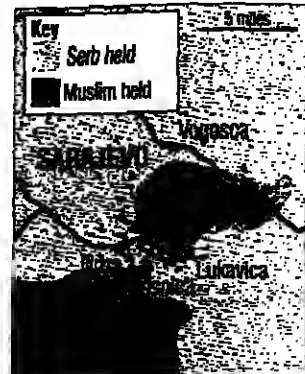 Key
5 miles
Serb held
Muslim held
Vogosca
SARAJEVO
Lukavica